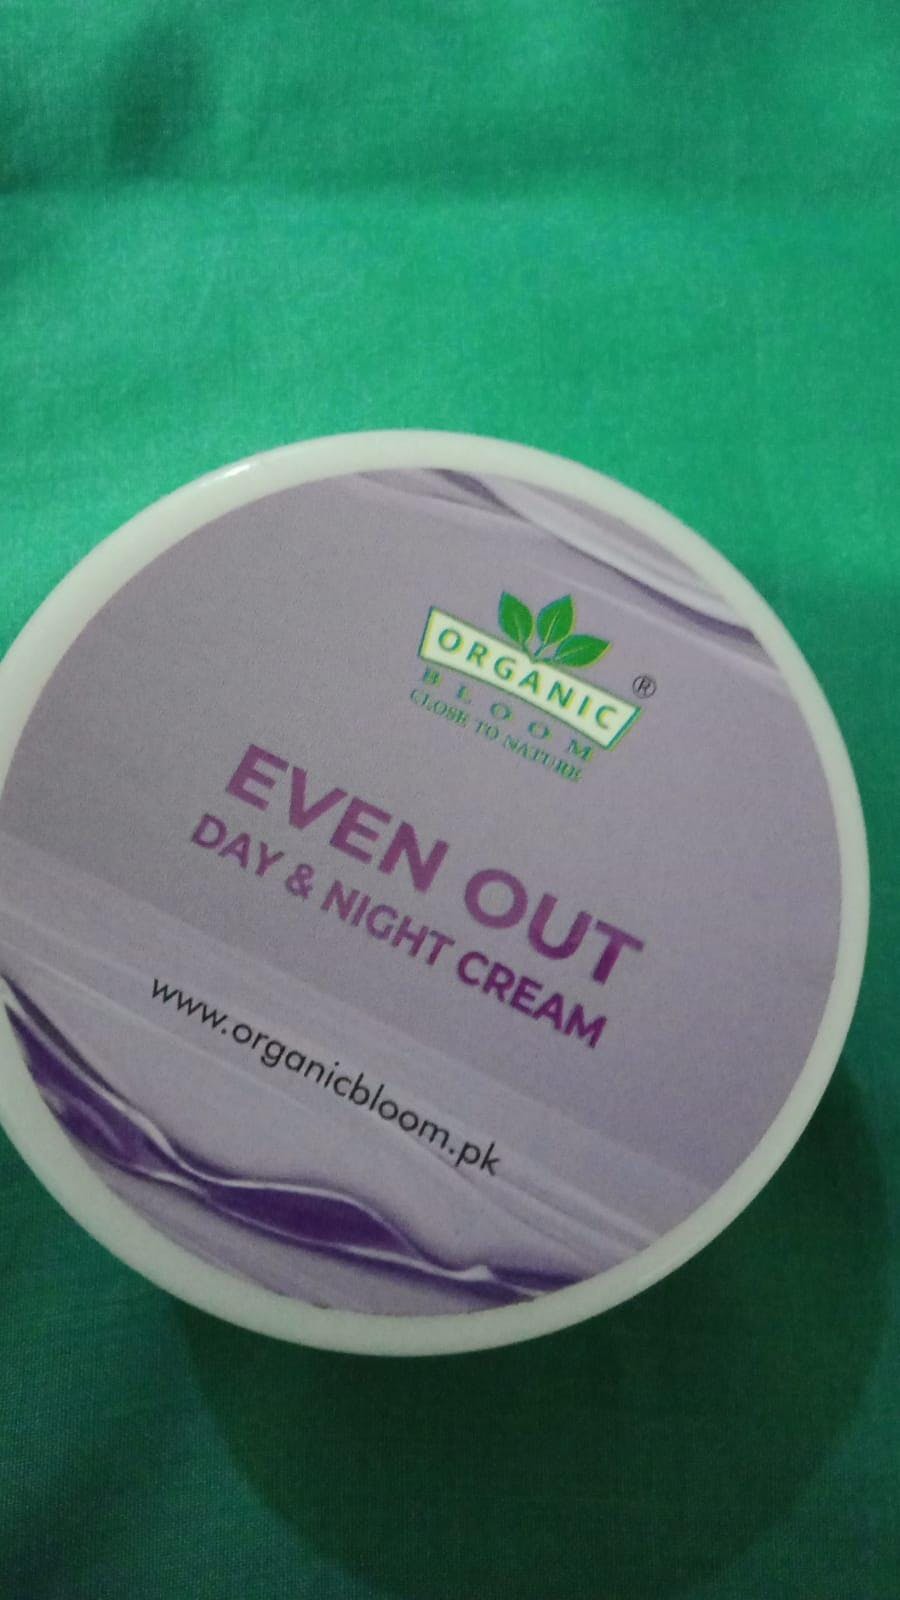 ORGANIC
®
BLOOM
CLOSE TO NATURE
EVEN OUT
DAY & NIGHT CREAM
www.organicbloom.pk